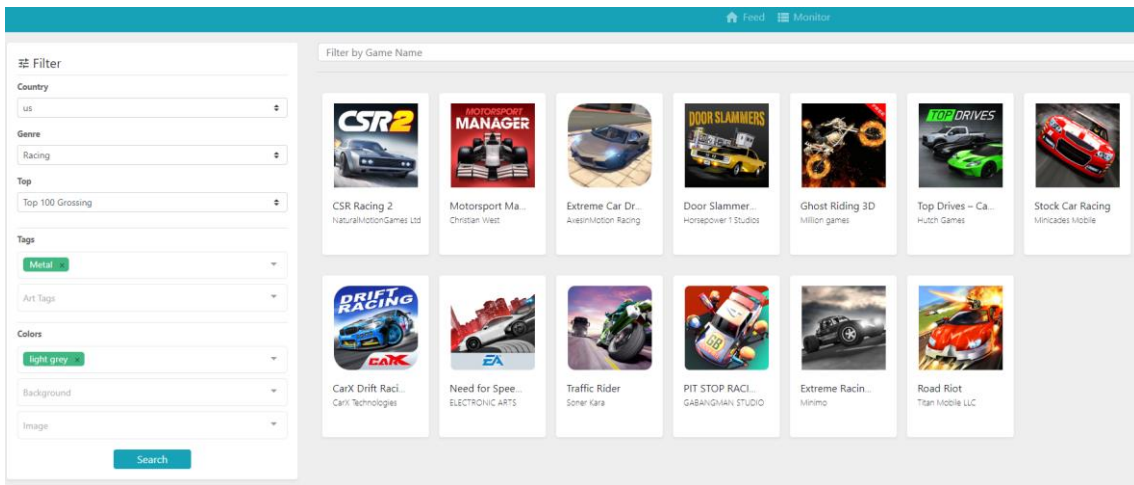 Feed Monitor
Filter
Country
us
Genre
Racing
Top
Top 100 Grossing
Tags
Metal ×
Art Tags
Colors
light grey ×
Background
Image
Search
Filter by Game Name
CSR2
MOTORSPORT
MANAGER
DOOR SLAMMERS
FREE
TOP DRIVES
CSR Racing 2
NaturalMotionGames Ltd
Motorsport Ma...
Christian West
Extreme Car Dr...
AxesInMotion Racing
Door Slammer...
Horsepower 1 Studios
Ghost Riding 3D
Million games
Top Drives – Ca...
Hutch Games
Stock Car Racing
Minicades Mobile
DRIFT
RACING
CARX
EA
GB
CarX Drift Raci...
CarX Technologies
Need for Spee...
ELECTRONIC ARTS
Traffic Rider
Soner Kara
PIT STOP RACI...
GABANGMAN STUDIO
Extreme Racin...
Minimo
Road Riot
Titan Mobile LLC